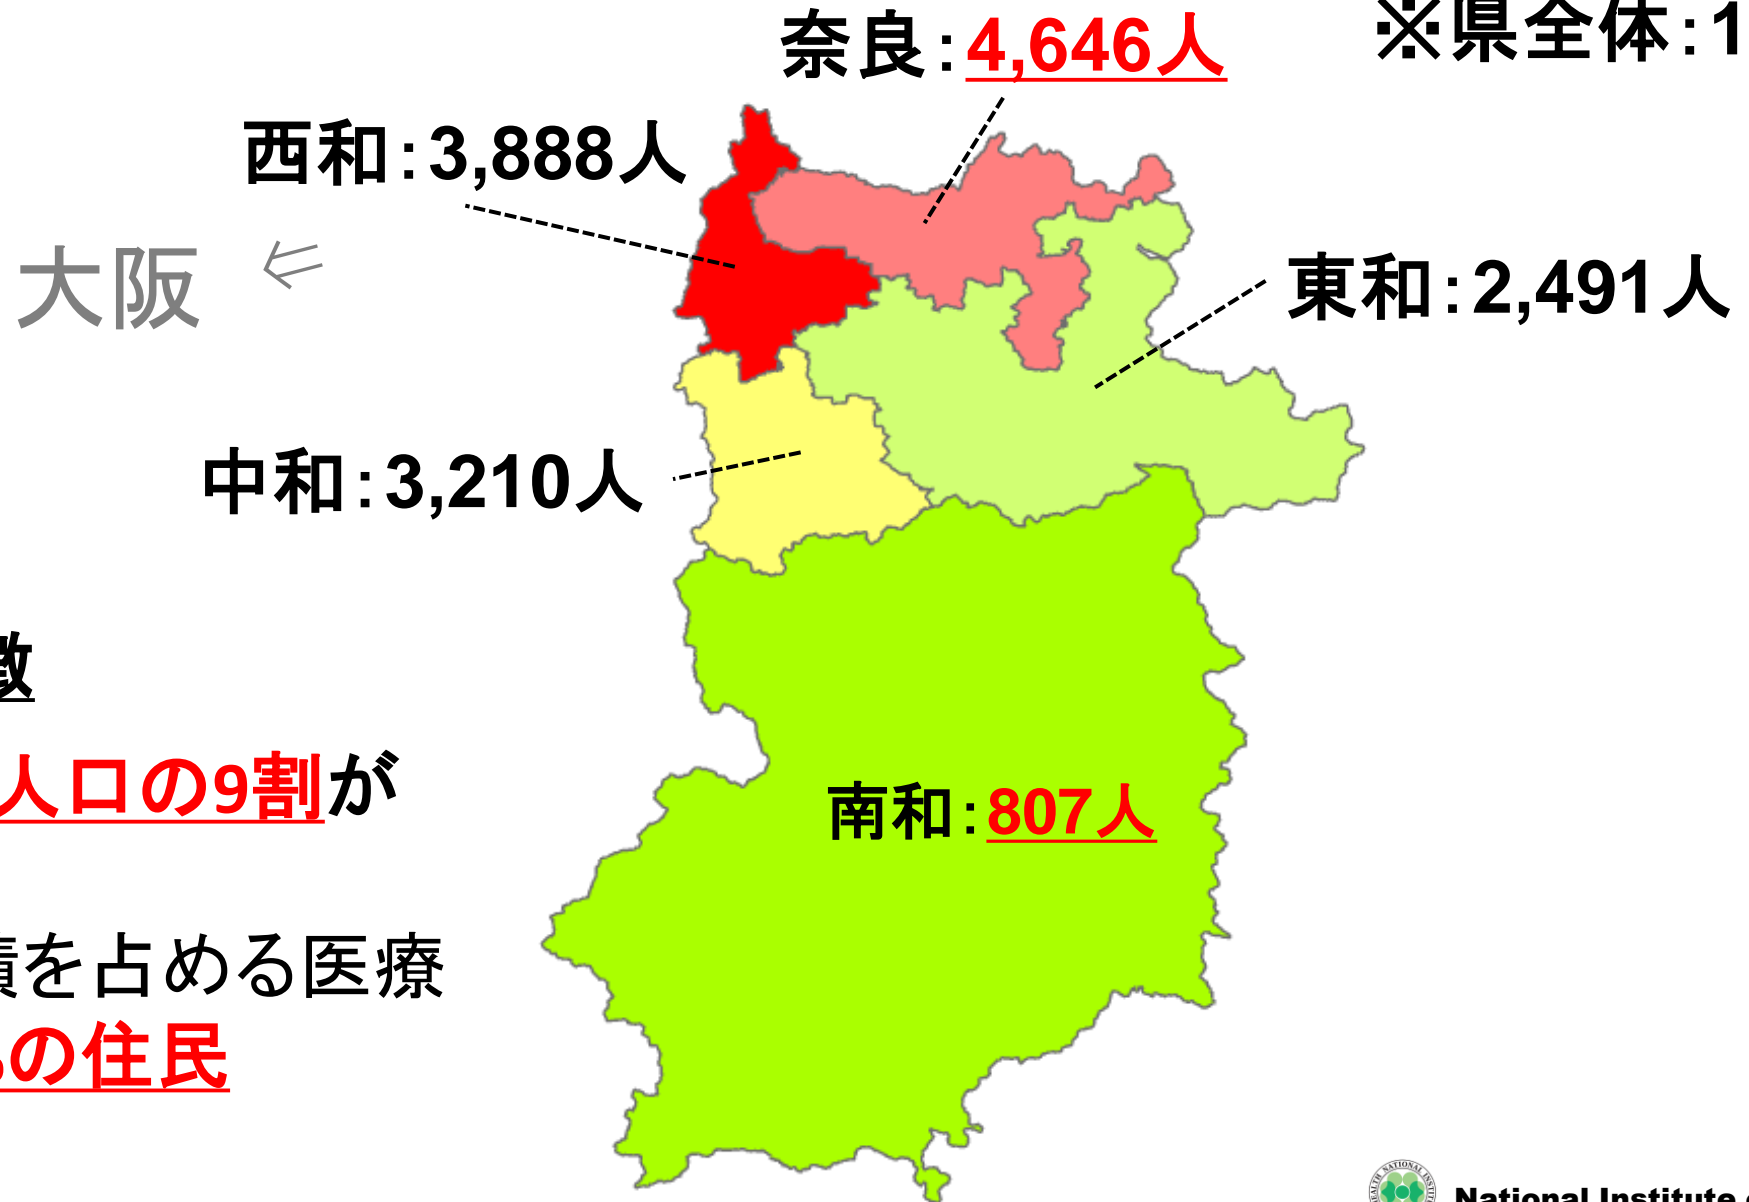 奈良:4,646人
※県全体:1
西和:3,888人
大阪
東和:2,491人
中和:3,210人
徴
人口の9割が
南和:807人
積を占める医療
の住民
National Institute